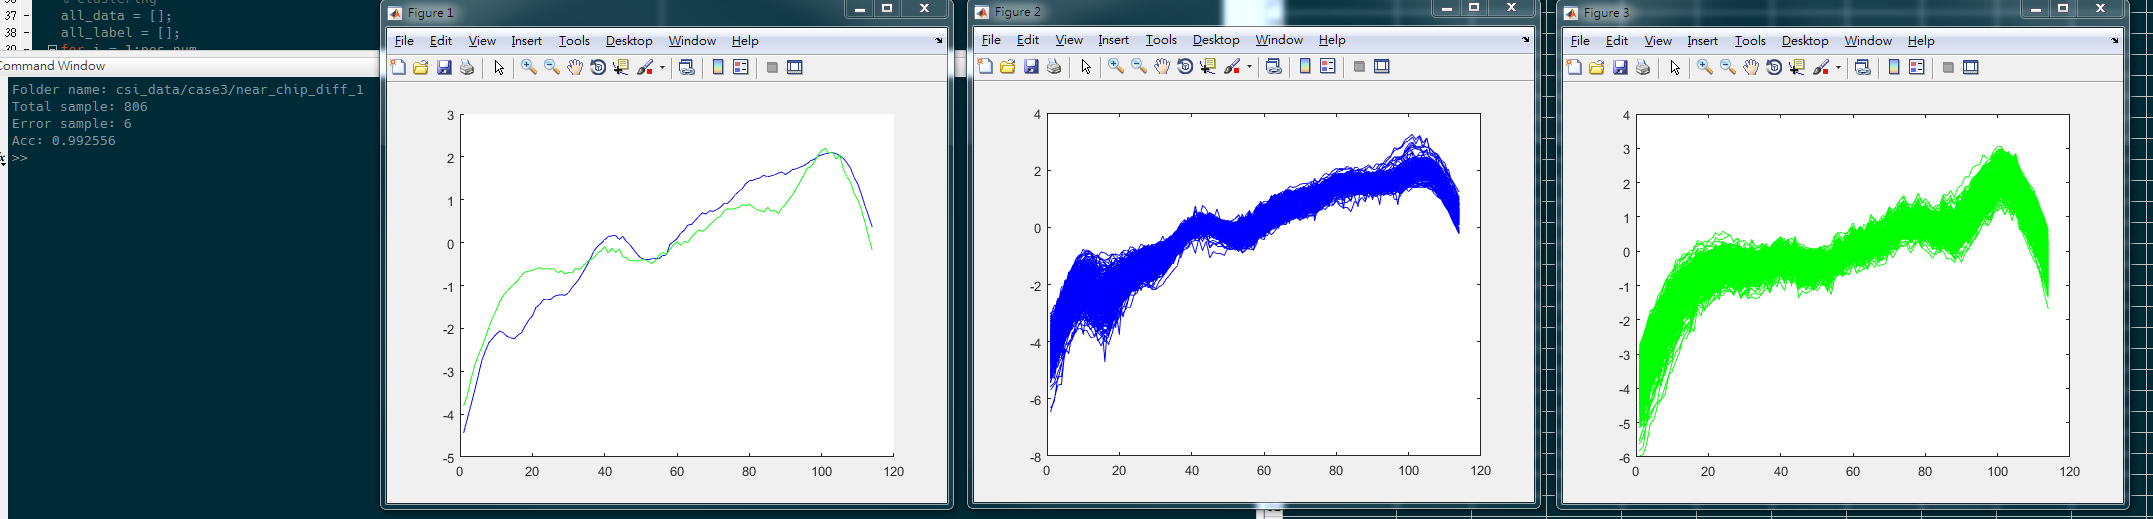 37 - all_data = [];
38 - all_label = [];
Command Window
Folder name: csi_data/case3/near_chip_diff_1
Total sample: 806
Error sample: 6
Acc: 0.992556
>>
Figure 1
File Edit View Insert Tools Desktop Window Help
3
2
1
0
-1
-2
-3
-4
-5
0 20 40 60 80 100 120
Figure 2
File Edit View Insert Tools Desktop Window Help
4
2
0
-2
-4
-6
-8
0 20 40 60 80 100 120
Figure 3
File Edit View Insert Tools Desktop Window Help
4
3
2
1
0
-1
-2
-3
-4
-5
-6
0 20 40 60 80 100 120